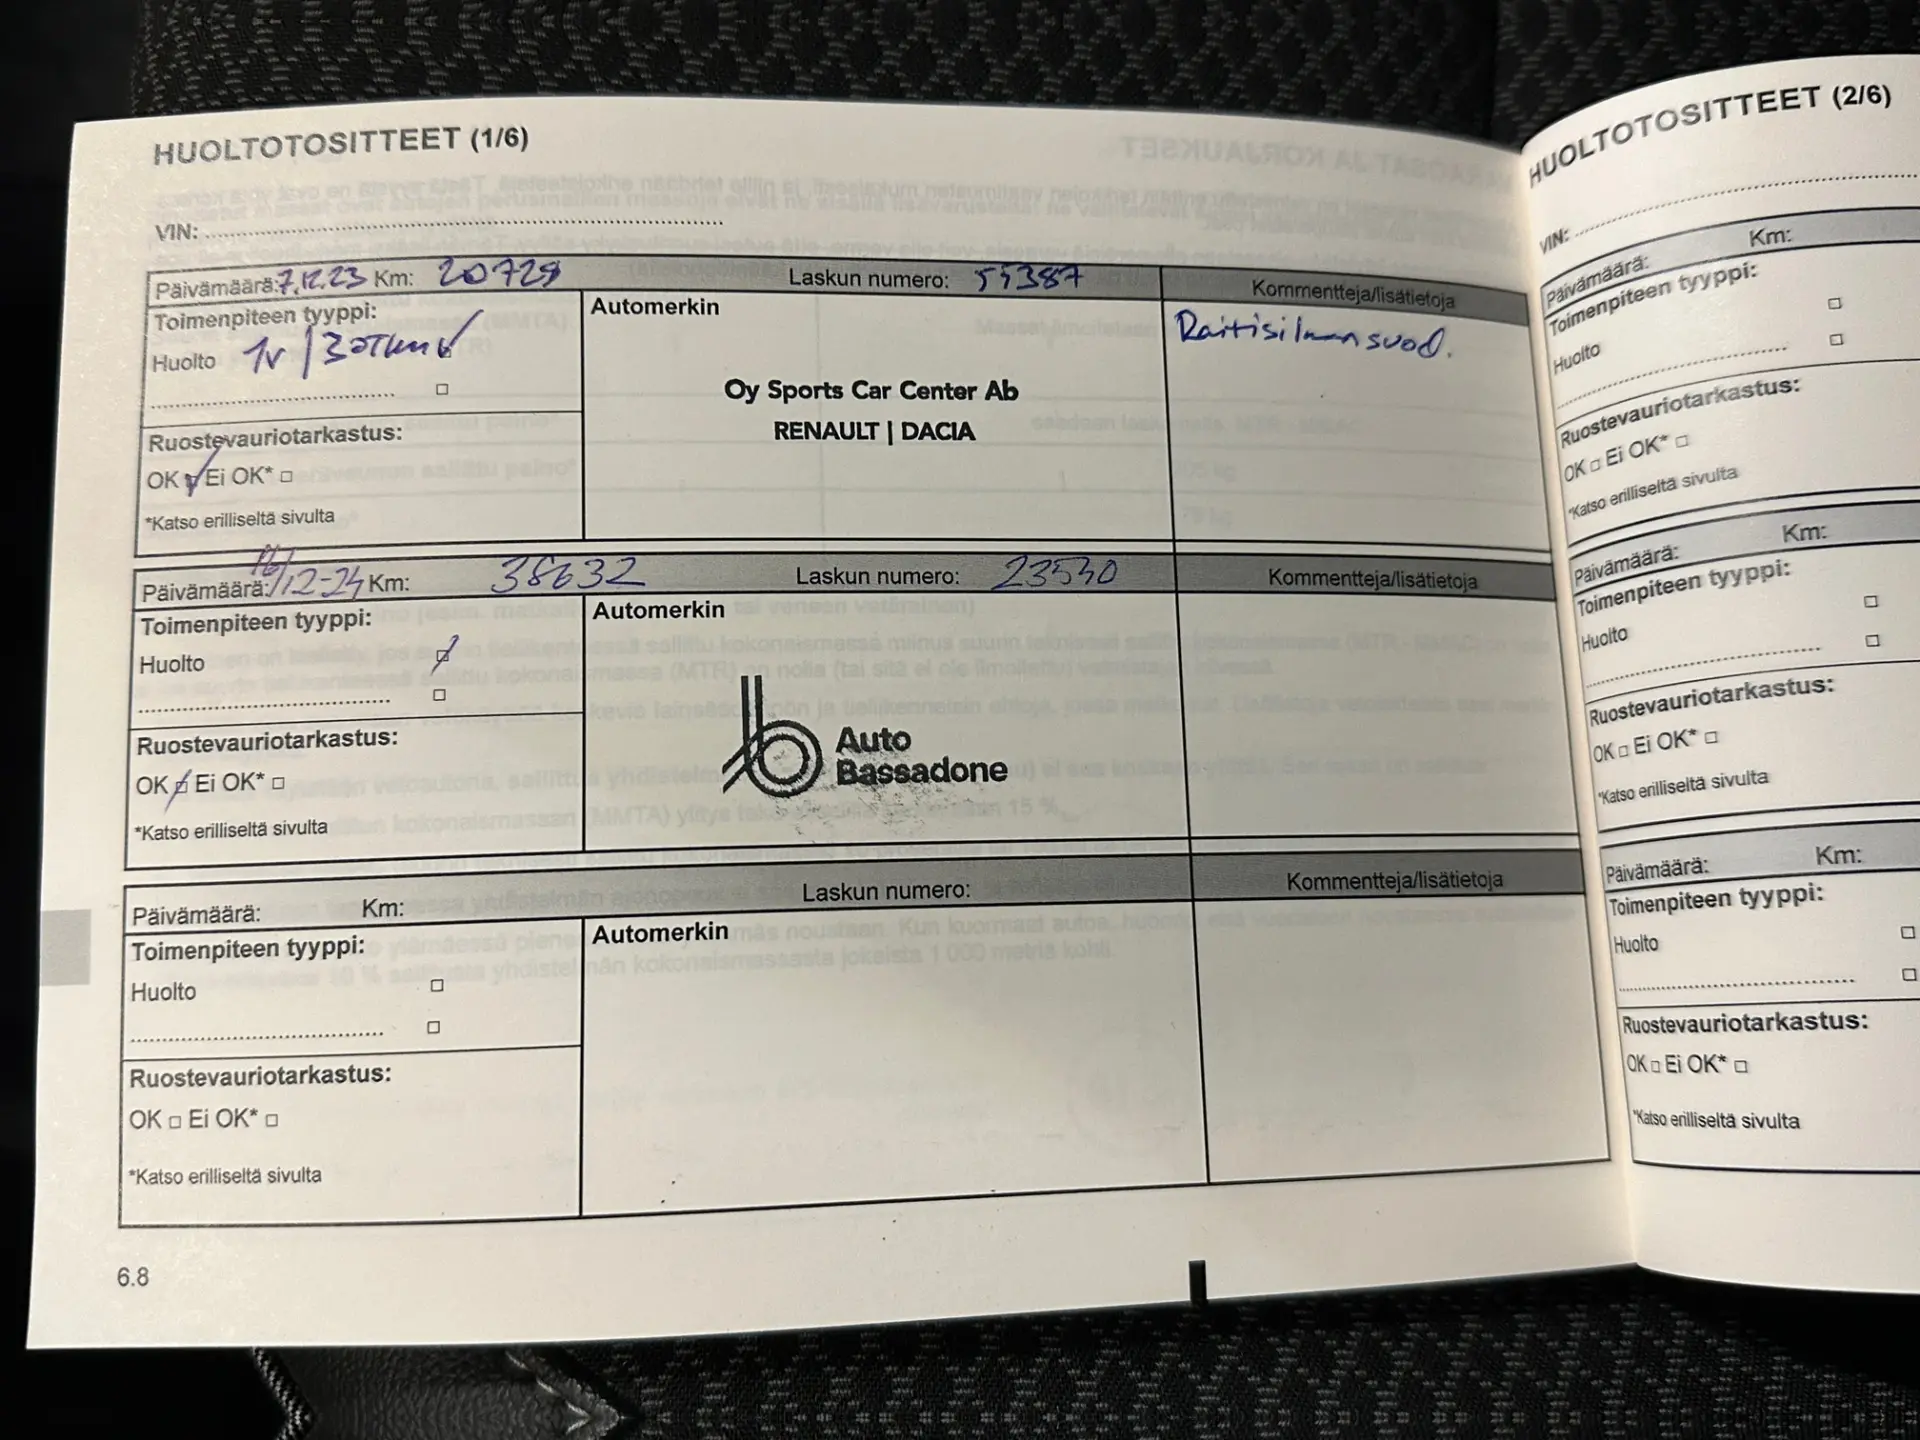 HUOLTOTOSITTEET (1/6)
VIN:
Päivämäärä: 7.12.23 Km: 20728 Laskun numero: 55387 Kommentteja/lisätietoja
Toimenpiteen tyyppi:
Huolto 1v / 30Tkm
Automerkin
Raitisilmansuod.
Oy Sports Car Center Ab
RENAULT | DACIA
Ruostevauriotarkastus:
OK Ei OK*
*Katso erilliseltä sivulta
Päivämäärä: 16/12-24 Km: 38632 Laskun numero: 23530 Kommentteja/lisätietoja
Toimenpiteen tyyppi:
Huolto
Automerkin
Auto
Bassadone
Ruostevauriotarkastus:
OK Ei OK*
*Katso erilliseltä sivulta
Päivämäärä: Km: Laskun numero: Kommentteja/lisätietoja
Toimenpiteen tyyppi:
Huolto
Automerkin
Ruostevauriotarkastus:
OK Ei OK*
*Katso erilliseltä sivulta
6.8
HUOLTOTOSITTEET (2/6)
VIN:
Päivämäärä: Km:
Toimenpiteen tyyppi:
Huolto
Ruostevauriotarkastus:
OK Ei OK*
*Katso erilliseltä sivulta
Päivämäärä: Km:
Toimenpiteen tyyppi:
Huolto
Ruostevauriotarkastus:
OK Ei OK*
*Katso erilliseltä sivulta
Päivämäärä: Km:
Toimenpiteen tyyppi:
Huolto
Ruostevauriotarkastus:
OK Ei OK*
*Katso erilliseltä sivulta